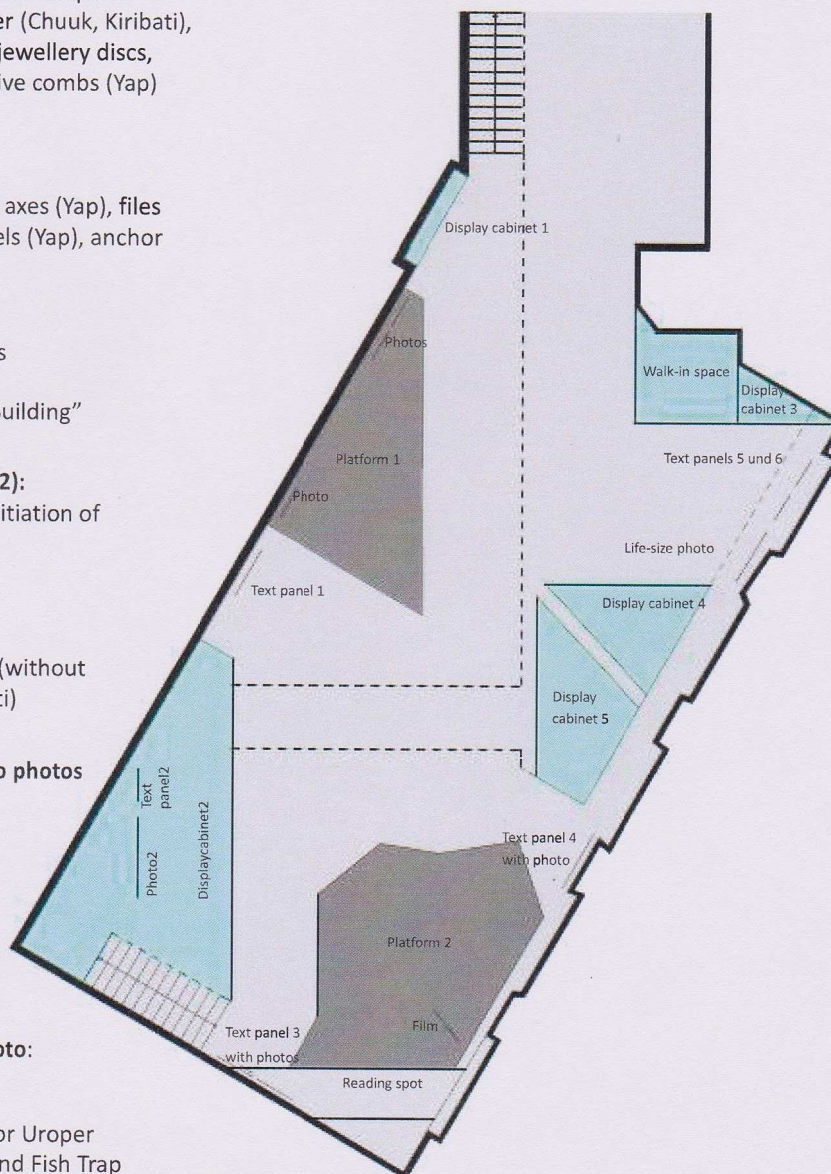 er (Chuuk, Kiribati),
jewellery discs,
ive combs (Yap)
axes (Yap), files
els (Yap), anchor
s
Building"
2):
itiation of
(without
ti)
o photos
oto:
or Uroper
nd Fish Trap
Display cabinet 1
Photos
Walk-in space
Display
cabinet 3
Platform 1
Text panels 5 und 6
Photo
Life-size photo
Text panel 1
Display cabinet 4
Display
cabinet 5
Text
panel2
Photo2
Displaycabinet2
Text panel 4
with photo
Platform 2
Film
Text panel 3
with photos
Reading spot